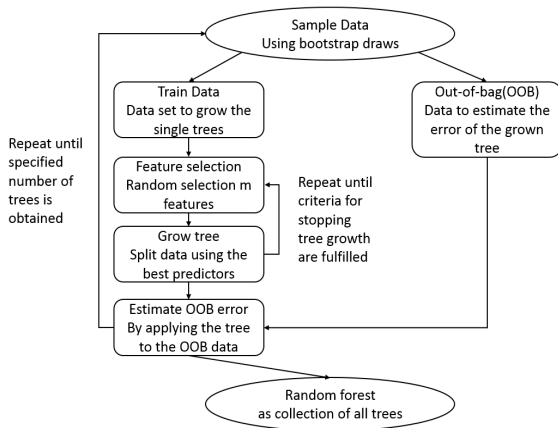 Sample Data
Using bootstrap draws
Train Data
Data set to grow the
single trees
Out-of-bag(OOB)
Data to estimate the
error of the grown
tree
Repeat until
specified
number of
trees is
obtained
Feature selection
Random selection m
features
Repeat until
criteria for
stopping
tree growth
are fulfilled
Grow tree
Split data using the
best predictors
Estimate OOB error
By applying the tree
to the OOB data
Random forest
as collection of all trees